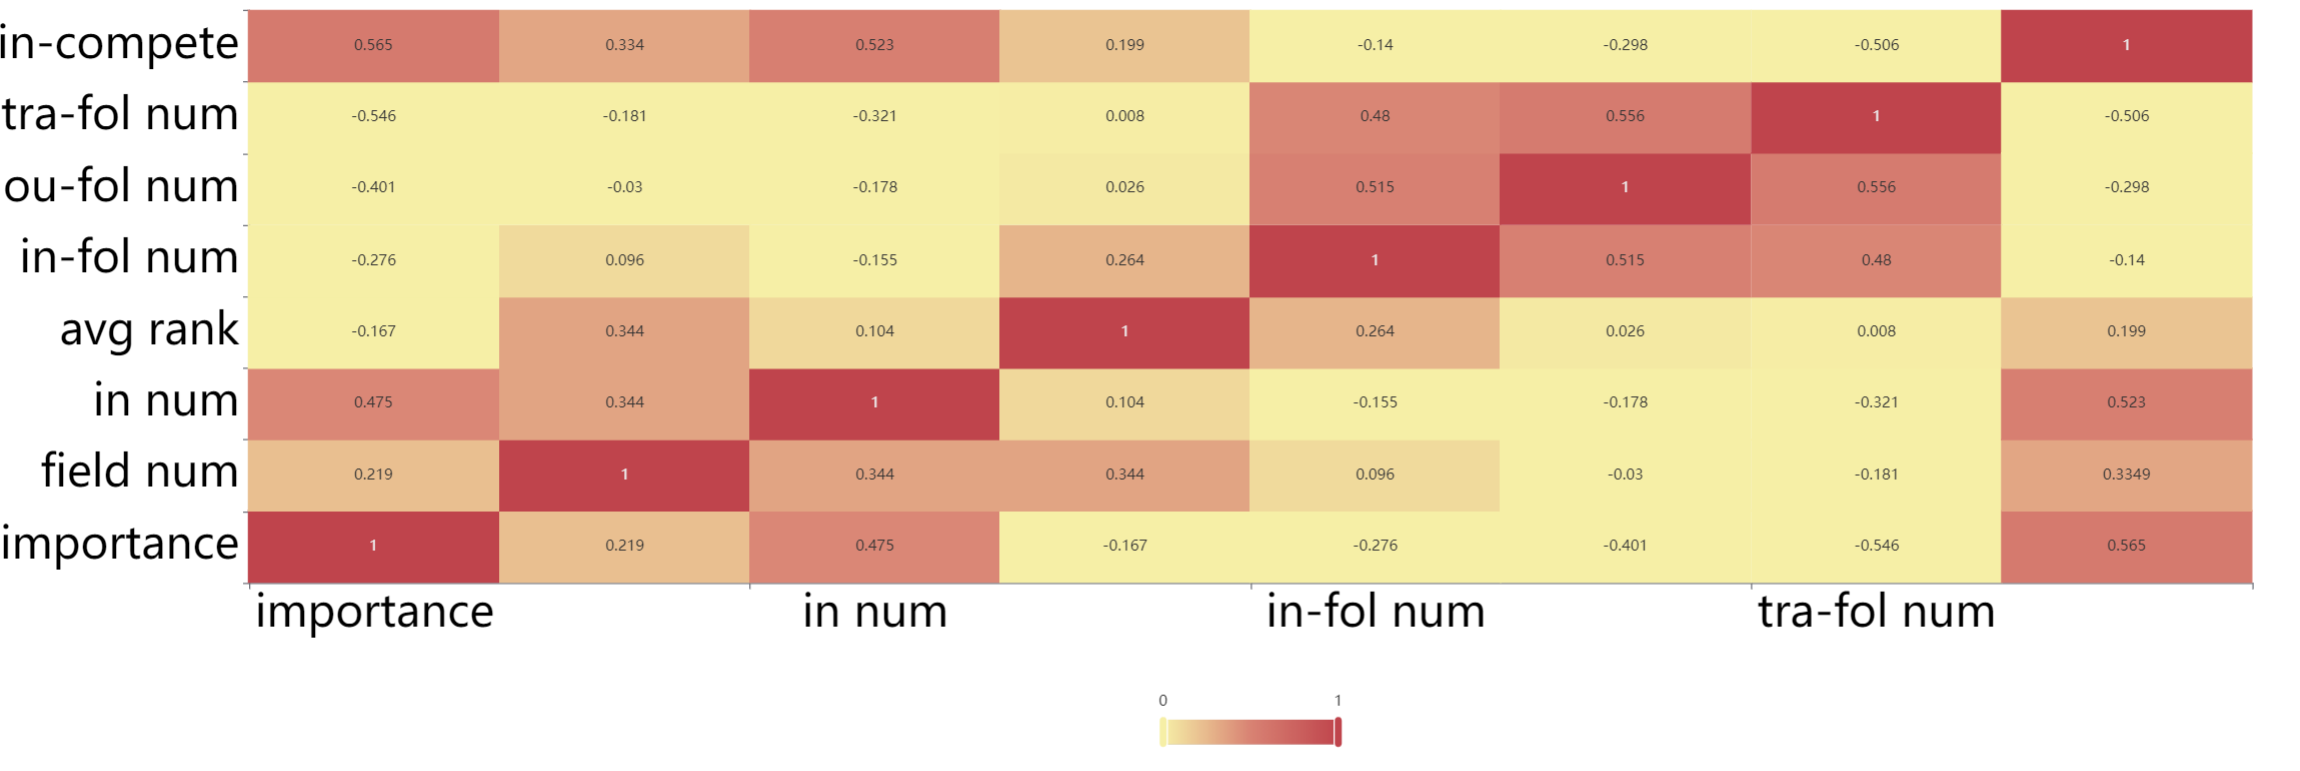 in-compete 0.565 0.334 0.523 0.199 -0.14 -0.298 -0.506 1
tra-fol num -0.546 -0.181 -0.321 0.008 0.48 0.556 1 -0.506
ou-fol num -0.401 -0.03 -0.178 0.026 0.515 1 0.556 -0.298
in-fol num -0.276 0.096 -0.155 0.264 1 0.515 0.48 -0.14
avg rank -0.167 0.344 0.104 1 0.264 0.026 0.008 0.199
in num 0.475 0.344 1 0.104 -0.155 -0.178 -0.321 0.523
field num 0.219 1 0.344 0.344 0.096 -0.03 -0.181 0.3349
importance 1 0.219 0.475 -0.167 -0.276 -0.401 -0.546 0.565
importance in num in-fol num tra-fol num
0 1